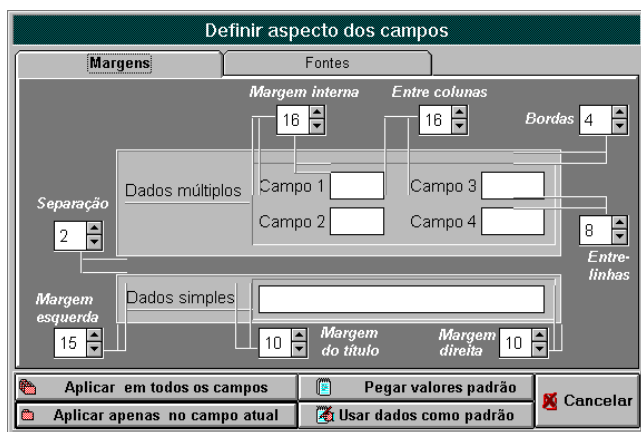 Definir aspecto dos campos
Margens Fontes
Margem interna Entre colunas
16 16 Bordas 4
Dados múltiplos Campo 1 Campo 3
Campo 2 Campo 4
Separação
2
8
Entre-
linhas
Dados simples
Margem
esquerda
15
10 Margem
do título
Margem
direita 10
Aplicar em todos os campos
Pegar valores padrão
Cancelar
Aplicar apenas no campo atual
Usar dados como padrão